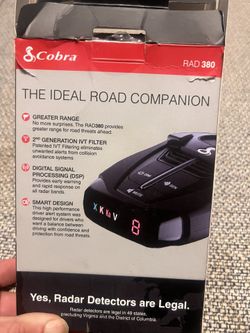 Cobra
RAD 380
THE IDEAL ROAD COMPANION
GREATER RANGE
No more surprises. The RAD380 provides
greater range for road threats ahead.
2ND GENERATION IVT FILTER
Patented IVT Filtering eliminates
unwanted alerts from collision
avoidance systems
DIGITAL SIGNAL
PROCESSING (DSP)
Provides early warning
and rapid response on
all radar bands.
SMART DESIGN
This high performance
driver alert system was
designed for drivers who
want a balance between
driving with confidence and
protection from road threats.
X K Ka V
8
Yes, Radar Detectors are Legal.
Radar detectors are legal in 49 states,
precluding Virginia and the District of Columbia.